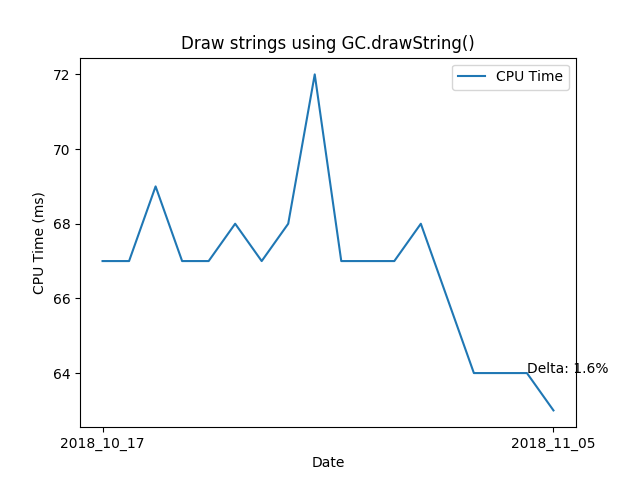 Draw strings using GC.drawString()
CPU Time
72
70
68
66
64
CPU Time (ms)
Delta: 1.6%
2018_10_17
2018_11_05
Date